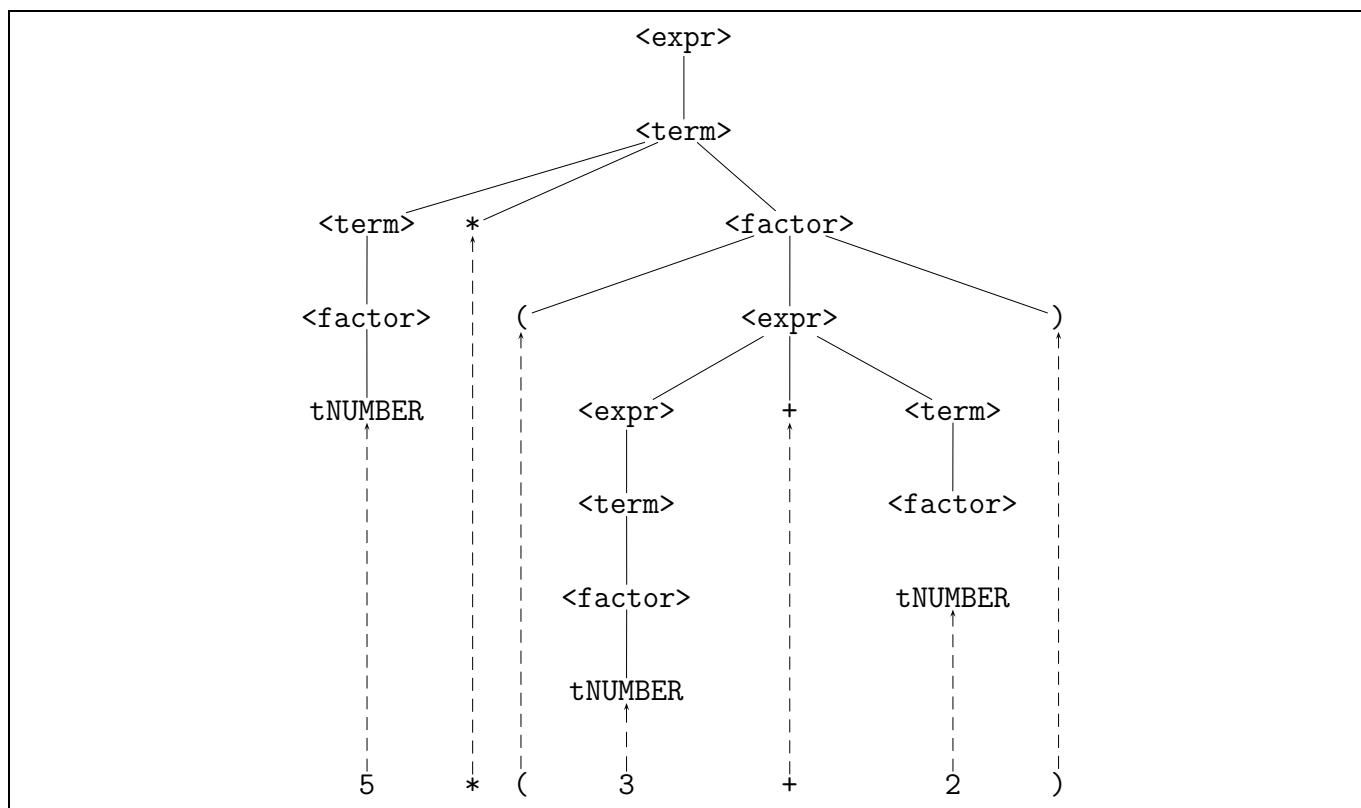 <expr>
<term>
<term> * <factor>
<factor> ( <expr> )
tNUMBER <expr> + <term>
<term> <factor>
<factor> tNUMBER
tNUMBER
5 * ( 3 + 2 )